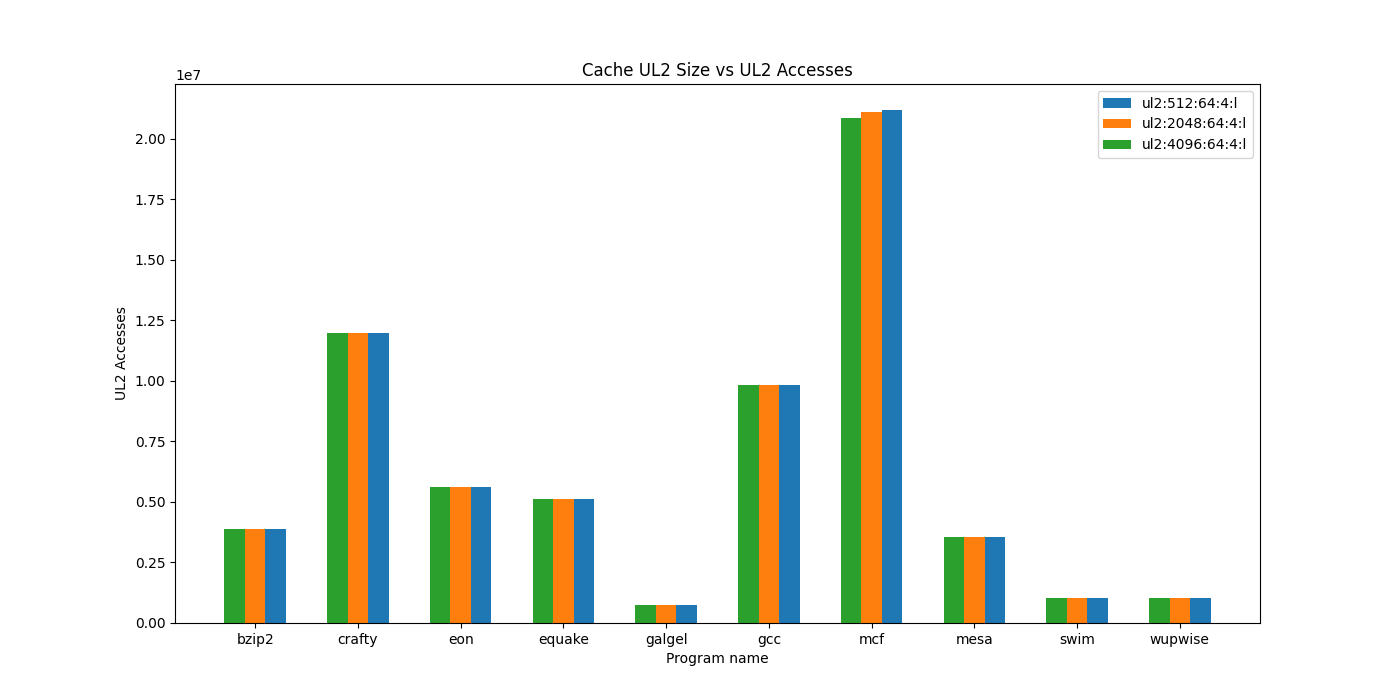 Cache UL2 Size vs UL2 Accesses
1e7
ul2:512:64:4:l
ul2:2048:64:4:l
ul2:4096:64:4:l
2.00
1.75
1.50
1.25
1.00
0.75
0.50
0.25
0.00
UL2 Accesses
bzip2 crafty eon equake galgel gcc mcf mesa swim wupwise
Program name